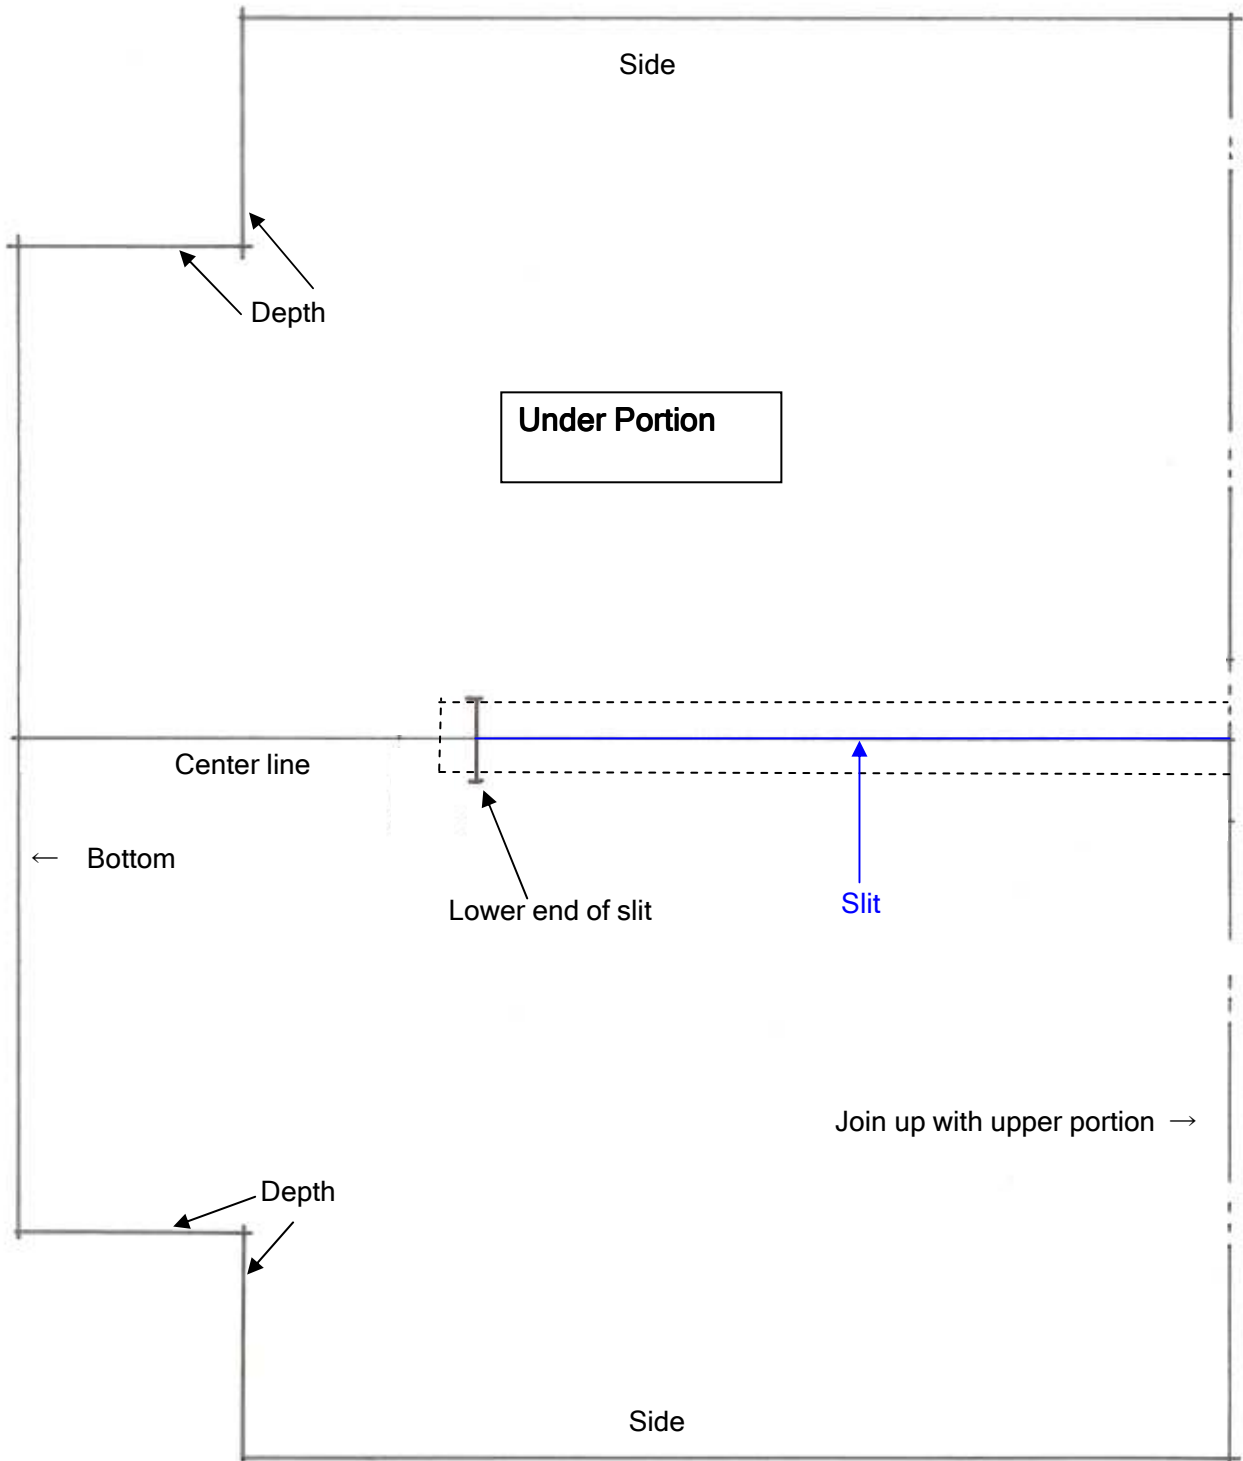 Side
Depth
Under Portion
Center line
← Bottom
Lower end of slit
Slit
Join up with upper portion →
Depth
Side